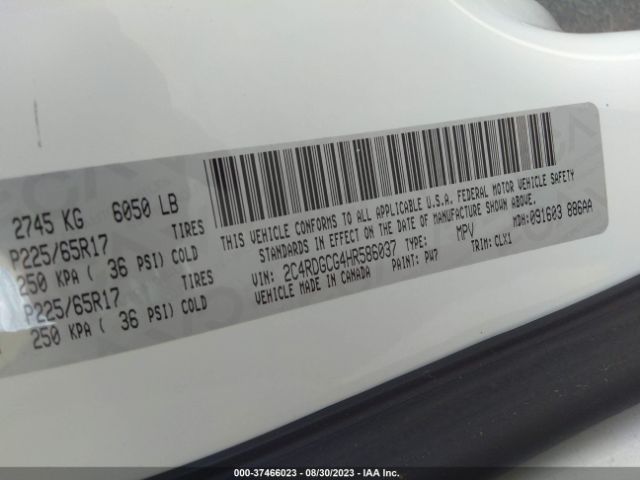 2745 KG 6050 LB
P225/65R17 TIRES
250 KPA ( 36 PSI) COLD
P225/65R17 TIRES
250 KPA ( 36 PSI) COLD
THIS VEHICLE CONFORMS TO ALL APPLICABLE U.S.A. FEDERAL MOTOR VEHICLE SAFETY
STANDARDS IN EFFECT ON THE DATE OF MANUFACTURE SHOWN ABOVE.
VIN: 2C4RDGCG4HR586037 TYPE: MPV MDH:091603 886AA
VEHICLE MADE IN CANADA PAINT: PW7 TRIM: CLX1
000-37466023 - 08/30/2023 - IAA Inc.